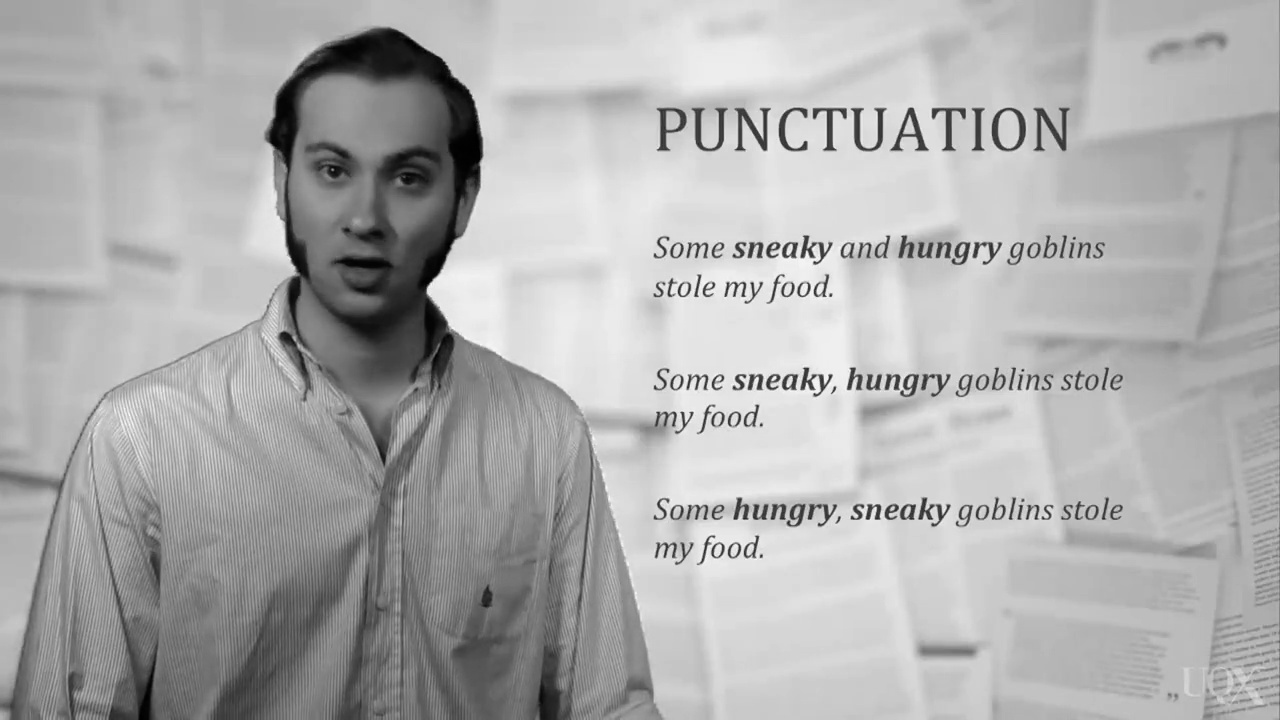 PUNCTUATION
Some sneaky and hungry goblins
stole my food.
Some sneaky, hungry goblins stole
my food.
Some hungry, sneaky goblins stole
my food.
UQX